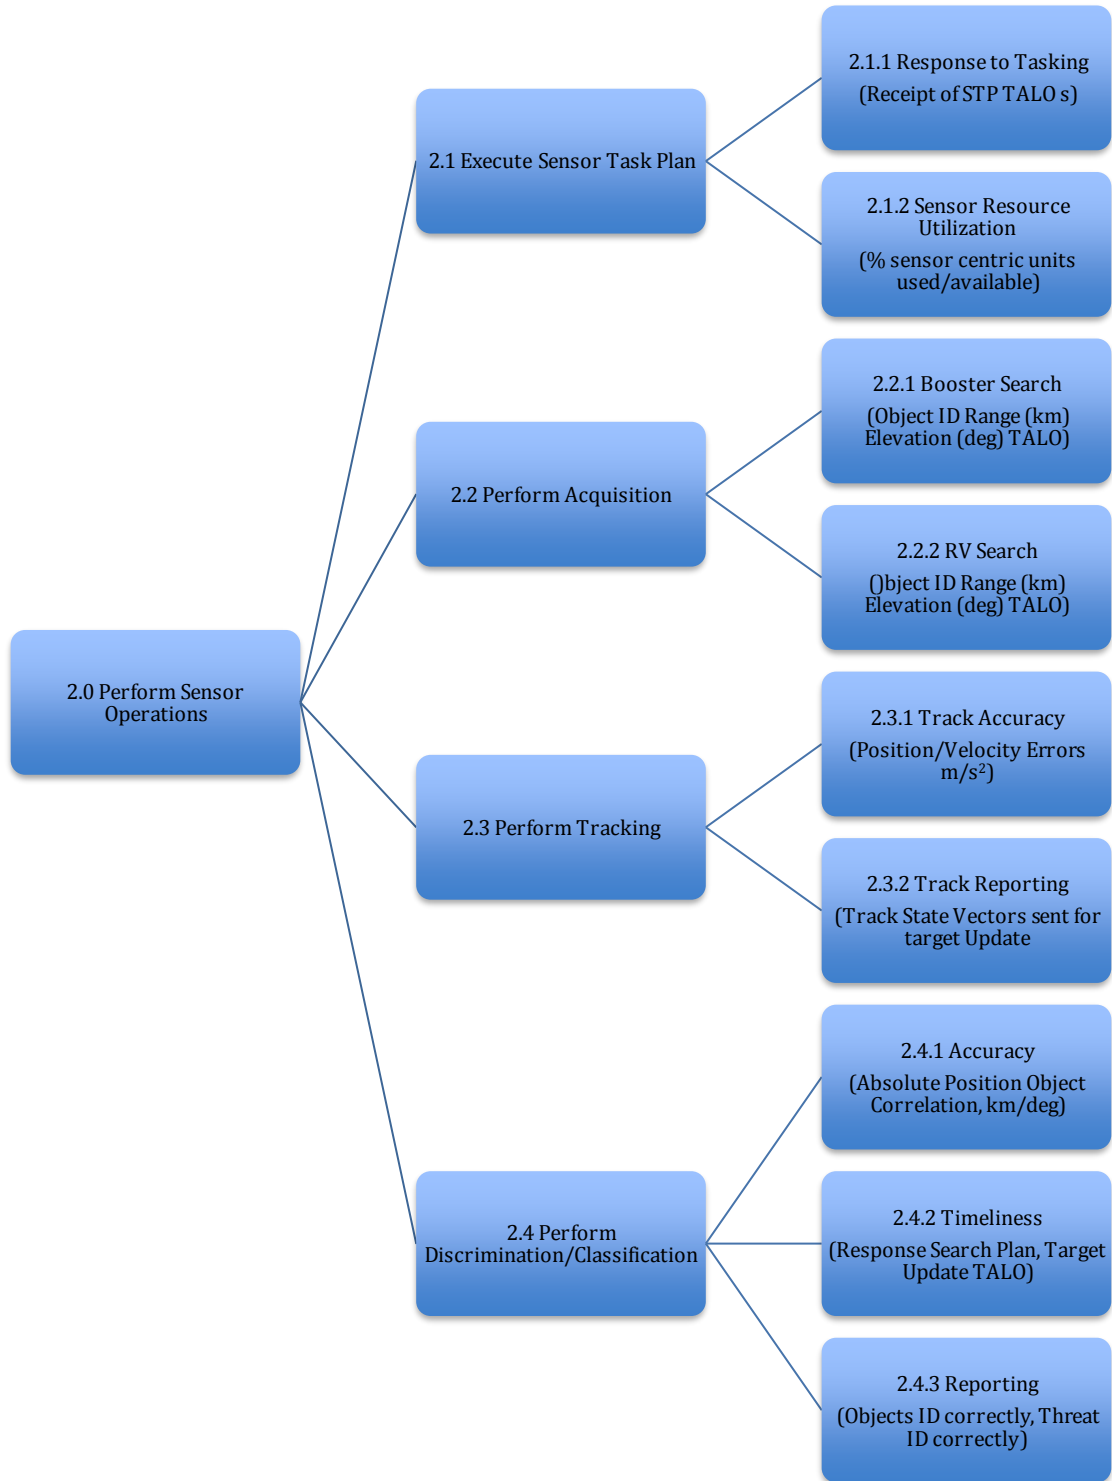 2.0 Perform Sensor
Operations
2.1 Execute Sensor Task Plan
2.1.1 Response to Tasking
(Receipt of STP TALO s)
2.1.2 Sensor Resource
Utilization
(% sensor centric units
used/available)
2.2 Perform Acquisition
2.2.1 Booster Search
(Object ID Range (km)
Elevation (deg) TALO)
2.2.2 RV Search
()bject ID Range (km)
Elevation (deg) TALO)
2.3 Perform Tracking
2.3.1 Track Accuracy
(Position/Velocity Errors
m/s²)
2.3.2 Track Reporting
(Track State Vectors sent for
target Update
2.4 Perform
Discrimination/Classification
2.4.1 Accuracy
(Absolute Position Object
Correlation, km/deg)
2.4.2 Timeliness
(Response Search Plan, Target
Update TALO)
2.4.3 Reporting
(Objects ID correctly, Threat
ID correctly)